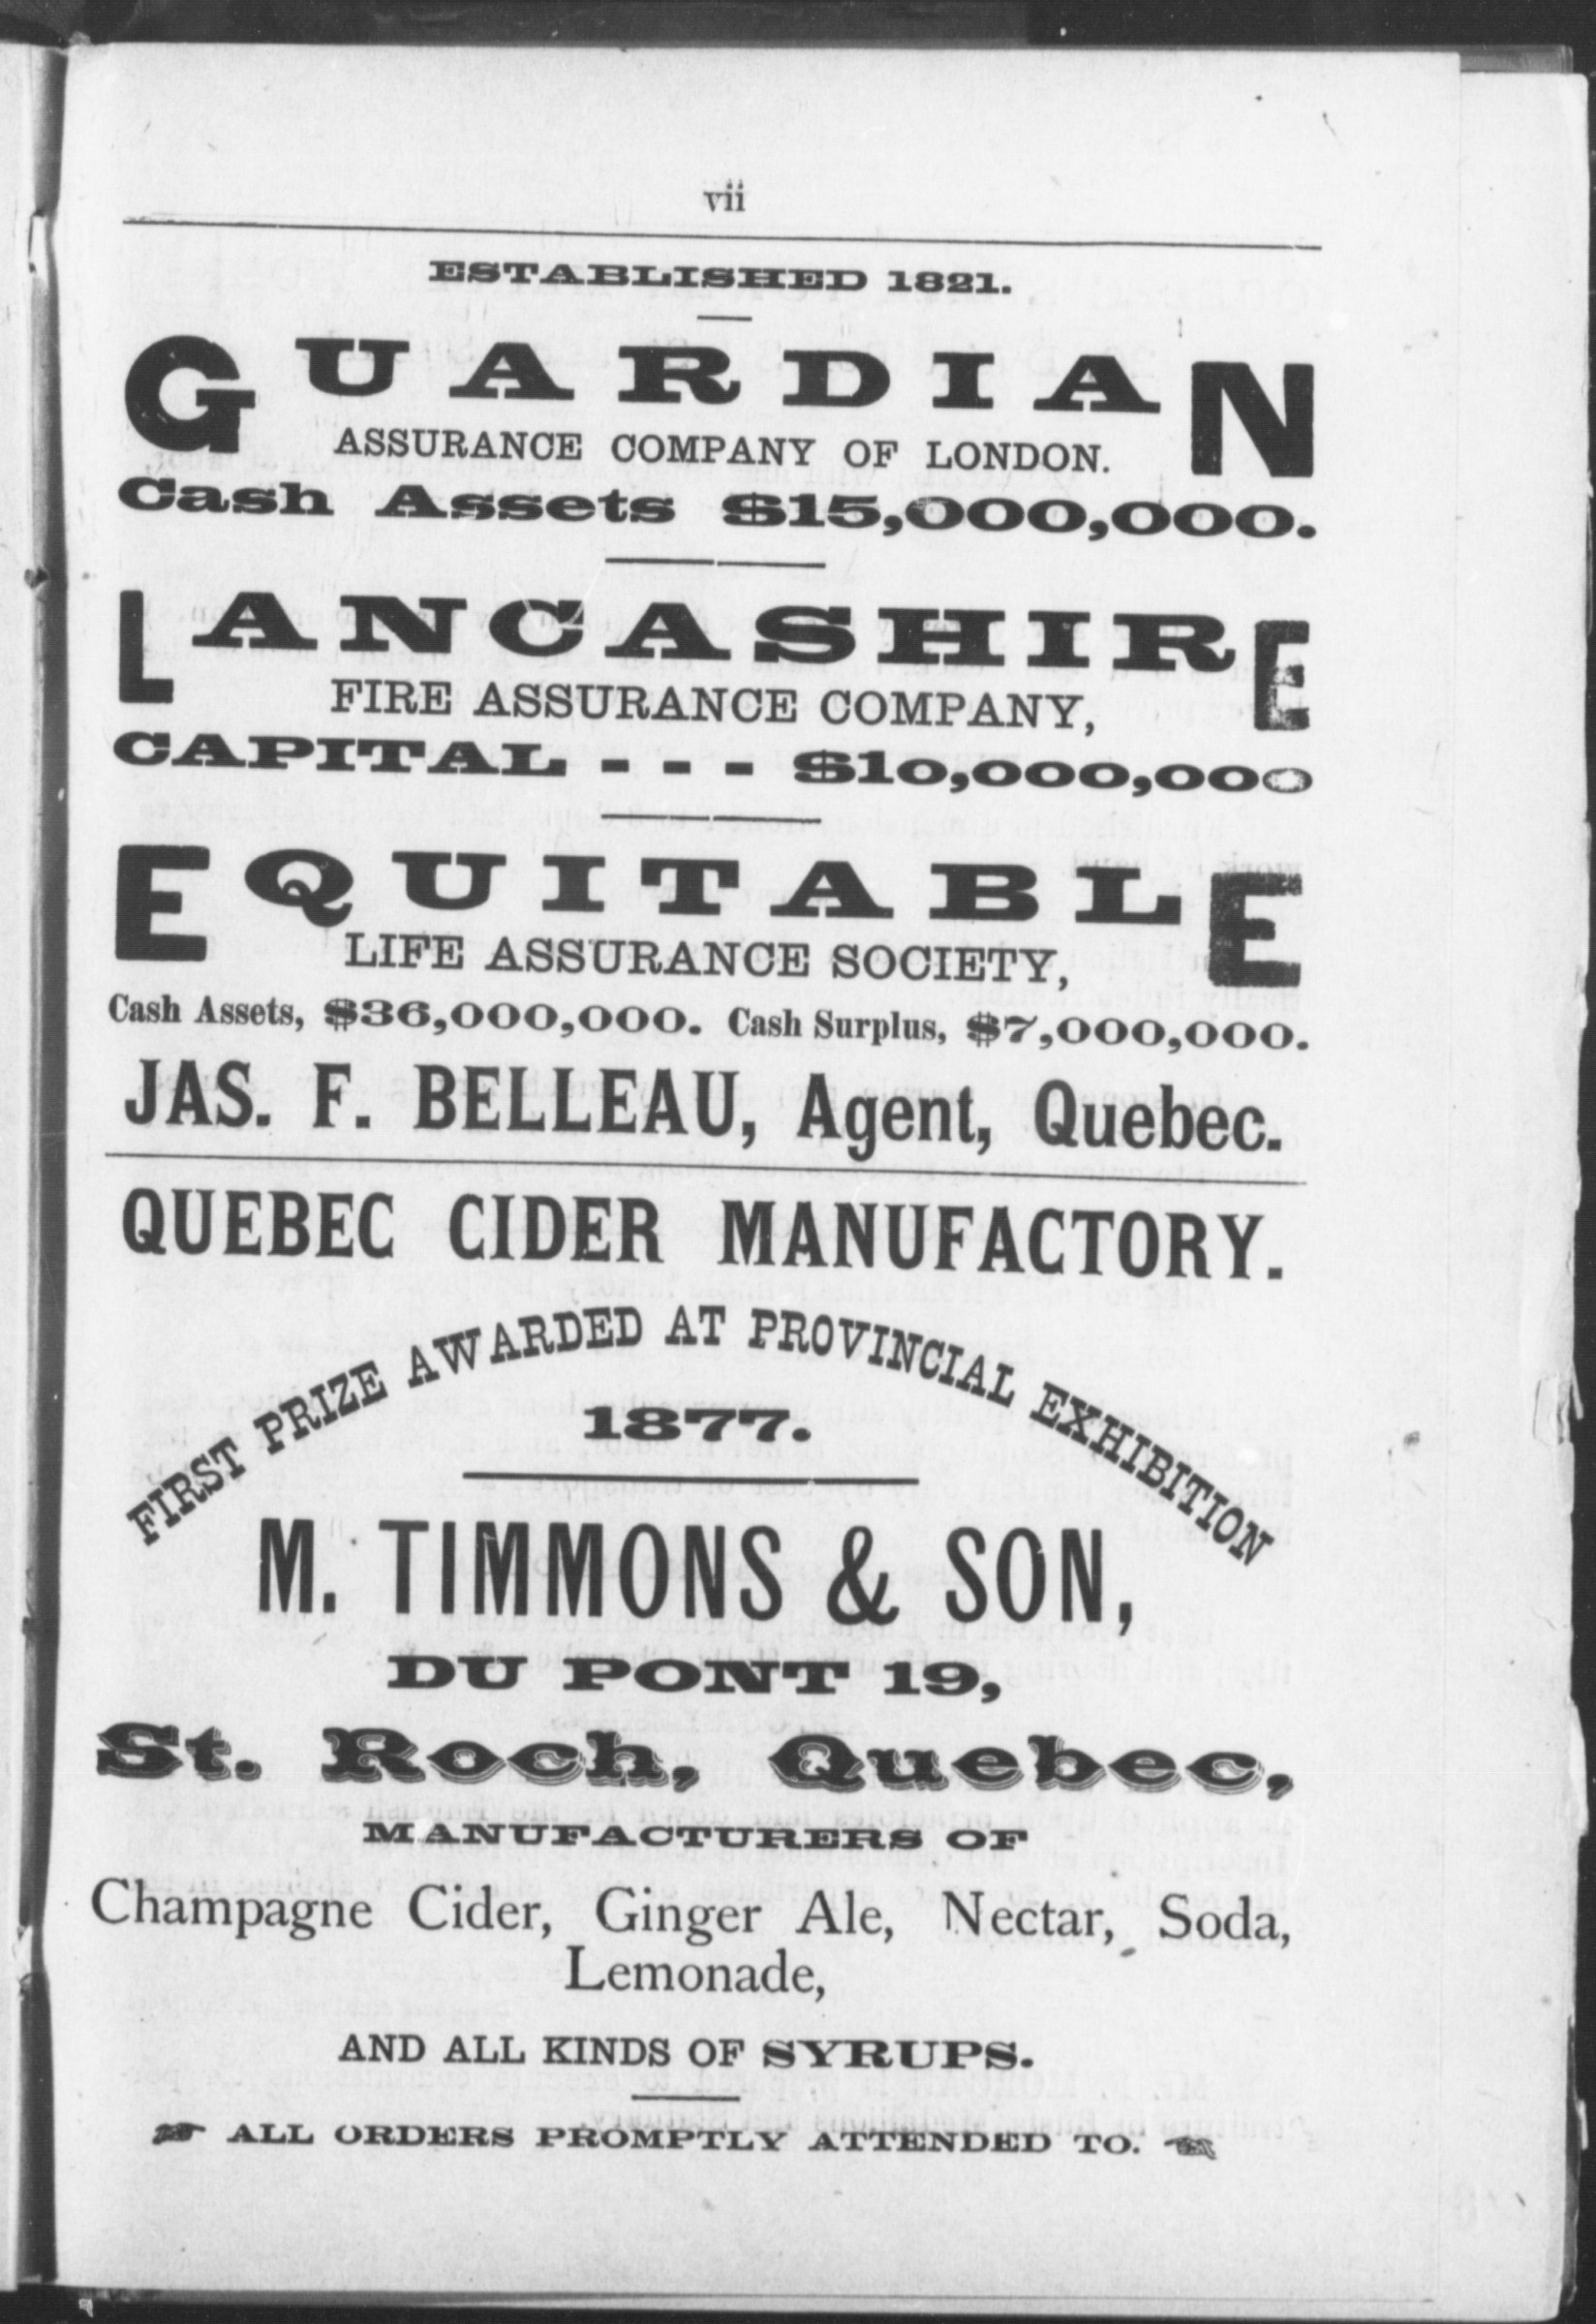 vii
ESTABLISHED 1821.
GUARDIAN
ASSURANCE COMPANY OF LONDON.
Cash Assets $15,000,000.
LANCASHIRE
FIRE ASSURANCE COMPANY,
CAPITAL - - - $10,000,000
EQUITABLE
LIFE ASSURANCE SOCIETY,
Cash Assets, $36,000,000. Cash Surplus, $7,000,000.
JAS. F. BELLEAU, Agent, Quebec.
QUEBEC CIDER MANUFACTORY.
FIRST PRIZE AWARDED AT PROVINCIAL EXHIBITION
1877.
M. TIMMONS & SON,
DU PONT 19,
St. Roch, Quebec,
MANUFACTURERS OF
Champagne Cider, Ginger Ale, Nectar, Soda,
Lemonade,
AND ALL KINDS OF SYRUPS.
☞ ALL ORDERS PROMPTLY ATTENDED TO. ☜